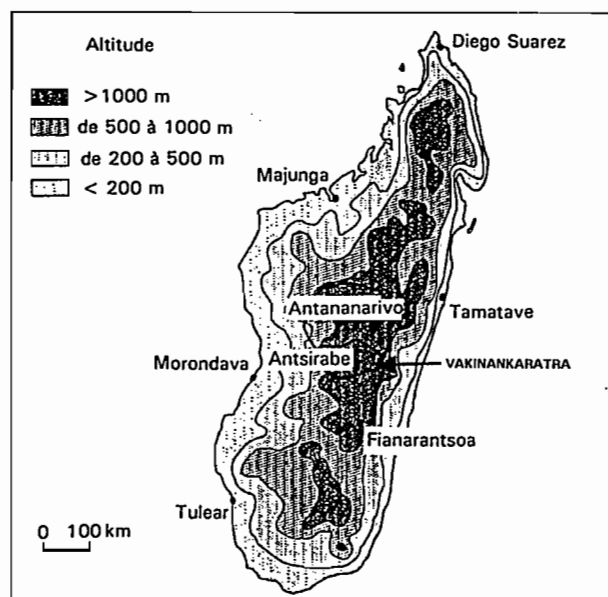 Altitude
>1000 m
de 500 à 1000 m
de 200 à 500 m
< 200 m
Diego Suarez
Majunga
Antananarivo
Tamatave
Morondava
Antsirabe
VAKINANKARATRA
Fianarantsoa
Tulear
0 100 km